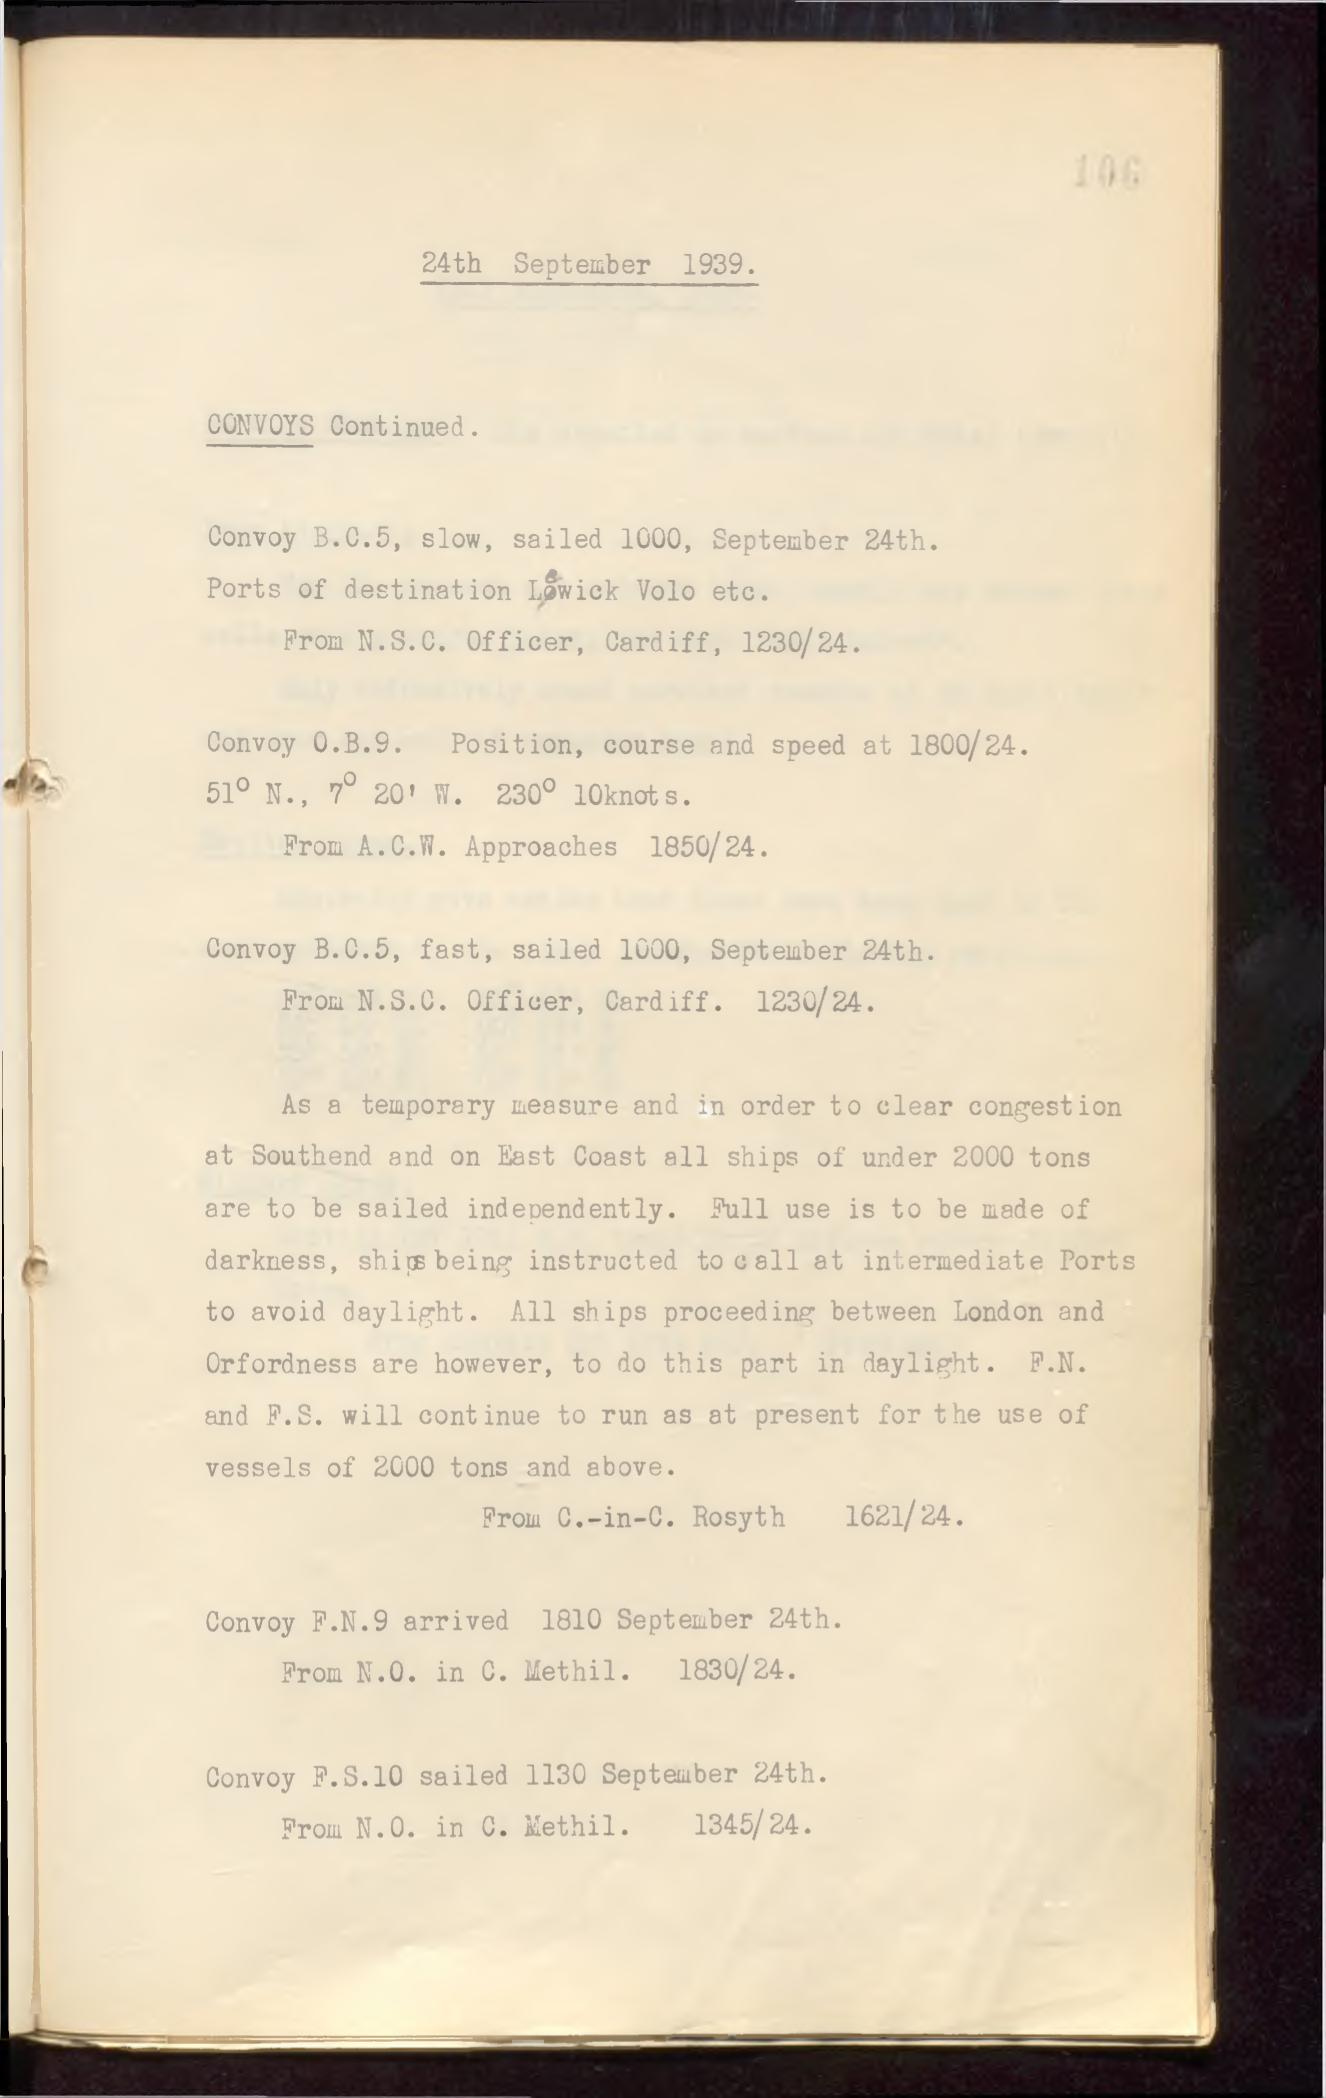 106
24th September 1939.
CONVOYS Continued.
Convoy B.C.5, slow, sailed 1000, September 24th.
Ports of destination Lewick Volo etc.
From N.S.C. Officer, Cardiff, 1230/24.
Convoy O.B.9. Position, course and speed at 1800/24.
51° N., 7° 20' W. 230° 10knots.
From A.C.W. Approaches 1850/24.
Convoy B.C.5, fast, sailed 1000, September 24th.
From N.S.C. Officer, Cardiff. 1230/24.
As a temporary measure and in order to clear congestion
at Southend and on East Coast all ships of under 2000 tons
are to be sailed independently. Full use is to be made of
darkness, ships being instructed to call at intermediate Ports
to avoid daylight. All ships proceeding between London and
Orfordness are however, to do this part in daylight. F.N.
and F.S. will continue to run as at present for the use of
vessels of 2000 tons and above.
From C.-in-C. Rosyth 1621/24.
Convoy F.N.9 arrived 1810 September 24th.
From N.O. in C. Methil. 1830/24.
Convoy F.S.10 sailed 1130 September 24th.
From N.O. in C. Methil. 1345/24.